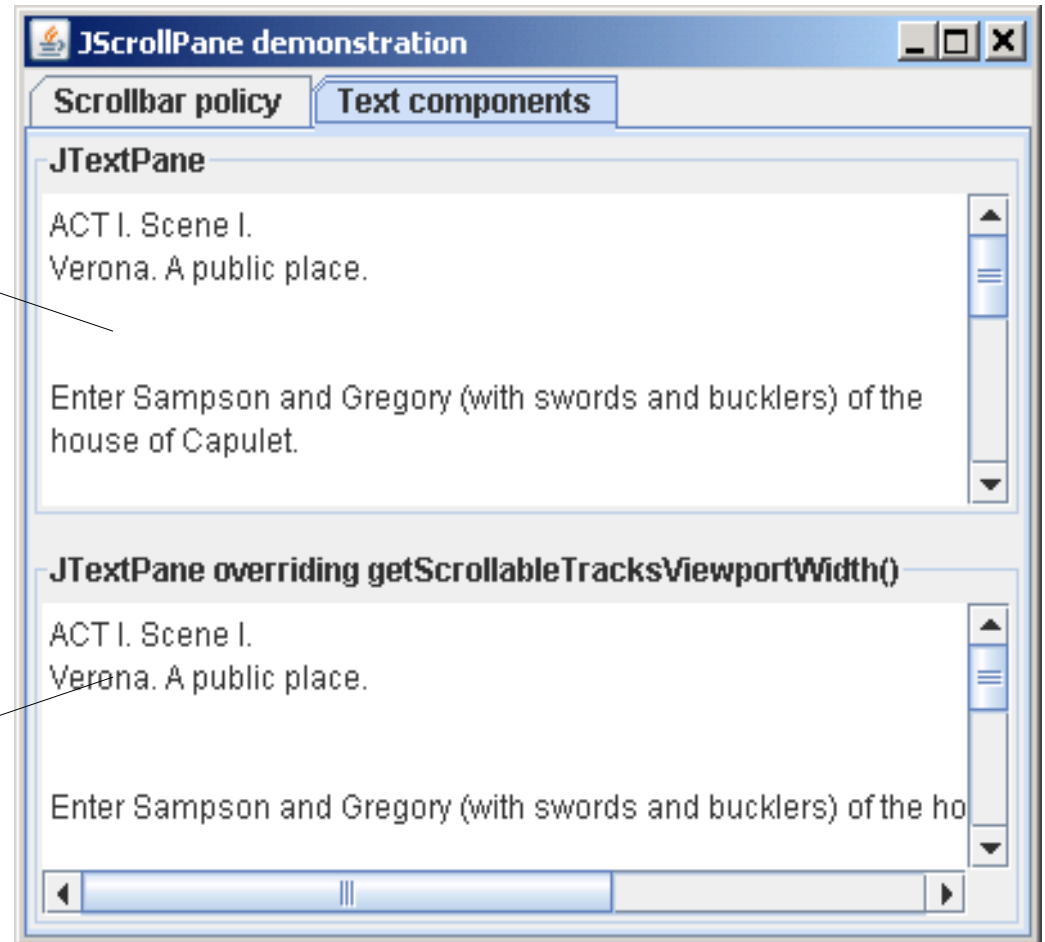 JScrollPane demonstration
Scrollbar policy Text components
JTextPane
ACT I. Scene I.
Verona. A public place.
Enter Sampson and Gregory (with swords and bucklers) of the
house of Capulet.
JTextPane overriding getScrollableTracksViewportWidth()
ACT I. Scene I.
Verona. A public place.
Enter Sampson and Gregory (with swords and bucklers) of the ho